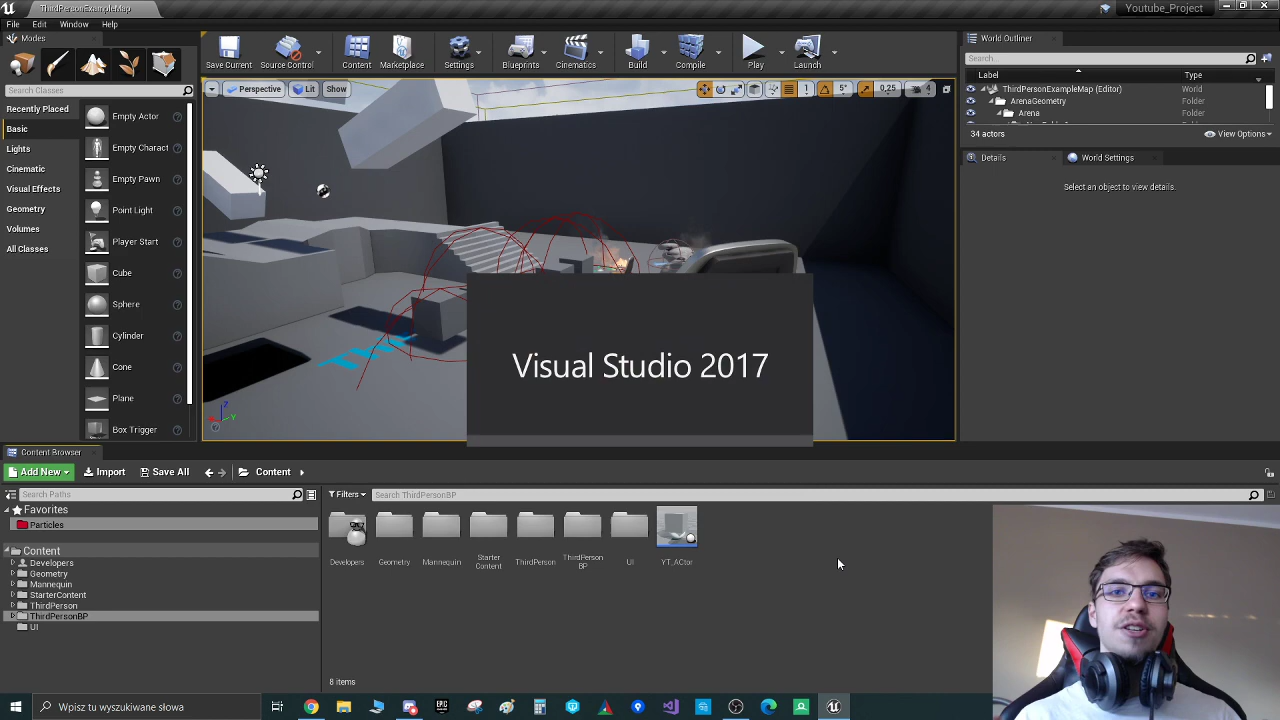 ThirdPersonExampleMap
Youtube_Project
File Edit Window Help
Modes
Search Classes
Recently Placed
Basic
Lights
Cinematic
Visual Effects
Geometry
Volumes
All Classes
Empty Actor
Empty Charact
Empty Pawn
Point Light
Player Start
Cube
Sphere
Cylinder
Cone
Plane
Box Trigger
Save Current
Source Control
Content
Marketplace
Settings
Blueprints
Cinematics
Build
Compile
Play
Launch
Perspective
Lit
Show
5°
0,25
4
Z
Y
Visual Studio 2017
World Outliner
Search...
Label
Type
ThirdPersonExampleMap (Editor) World
ArenaGeometry Folder
Arena Folder
34 actors
View Options
Details
World Settings
Select an object to view details.
Content Browser
Add New
Import
Save All
Content
Search Paths
Favorites
Particles
Content
Developers
Geometry
Mannequin
StarterContent
ThirdPerson
ThirdPersonBP
UI
Filters
Search ThirdPersonBP
Developers
Geometry
Mannequin
Starter
Content
ThirdPerson
ThirdPerson
BP
UI
YT_ACtor
8 items
Wpisz tu wyszukiwane słowa
EPIC